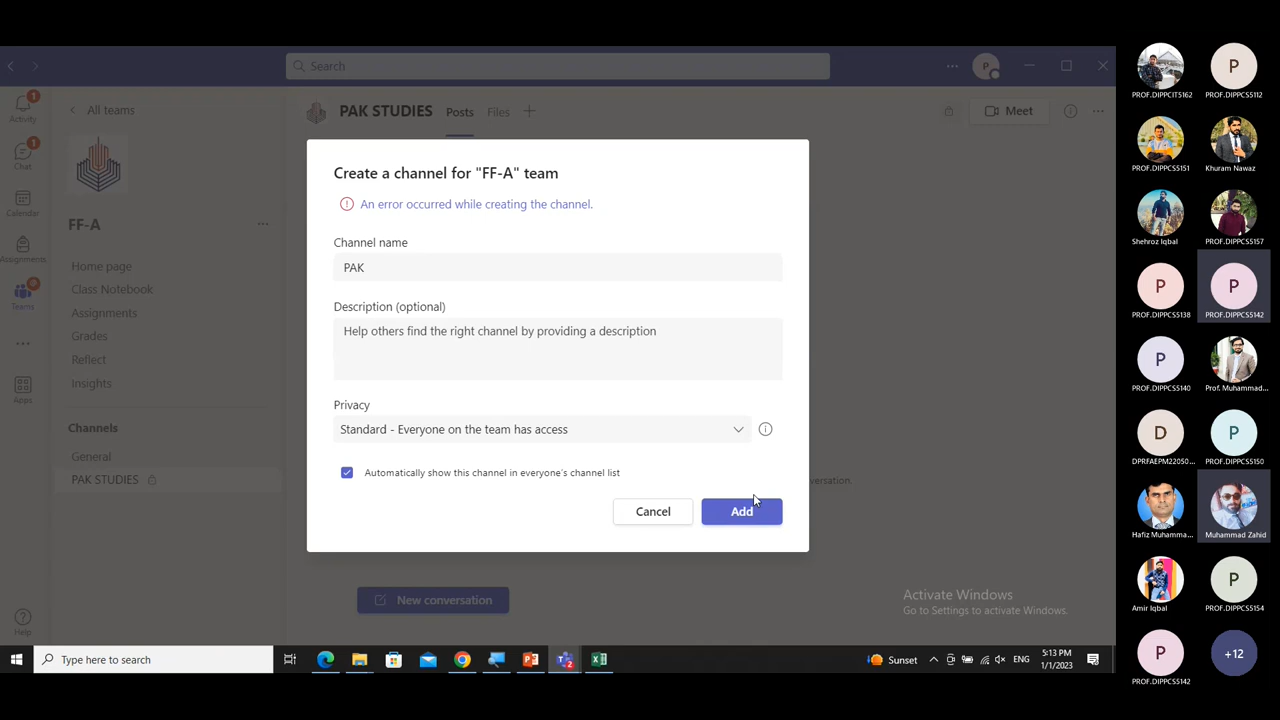 Search
P
Activity
1
Chat
1
Calendar
Assignments
Teams
Apps
Help
All teams
FF-A
Home page
Class Notebook
Assignments
Grades
Reflect
Insights
Channels
General
PAK STUDIES
PAK STUDIES
Posts
Files
Meet
Create a channel for "FF-A" team
An error occurred while creating the channel.
Channel name
PAK
Description (optional)
Help others find the right channel by providing a description
Privacy
Standard - Everyone on the team has access
Automatically show this channel in everyone's channel list
Cancel
Add
New conversation
Activate Windows
Go to Settings to activate Windows.
Type here to search
Sunset
ENG
5:13 PM
1/1/2023
PROF.DIPPCIT5162
P
PROF.DIPPCS5112
PROF.DIPPCS5151
Khuram Nawaz
Shehroz Iqbal
PROF.DIPPCS5157
P
PROF.DIPPCS5138
P
PROF.DIPPCS5142
P
PROF.DIPPCS5140
Prof. Muhammad...
D
DPRFAEPM22050...
P
PROF.DIPPCS5150
Hafiz Muhamma...
Muhammad Zahid
Amir Iqbal
P
PROF.DIPPCS5154
P
PROF.DIPPCS5142
+12